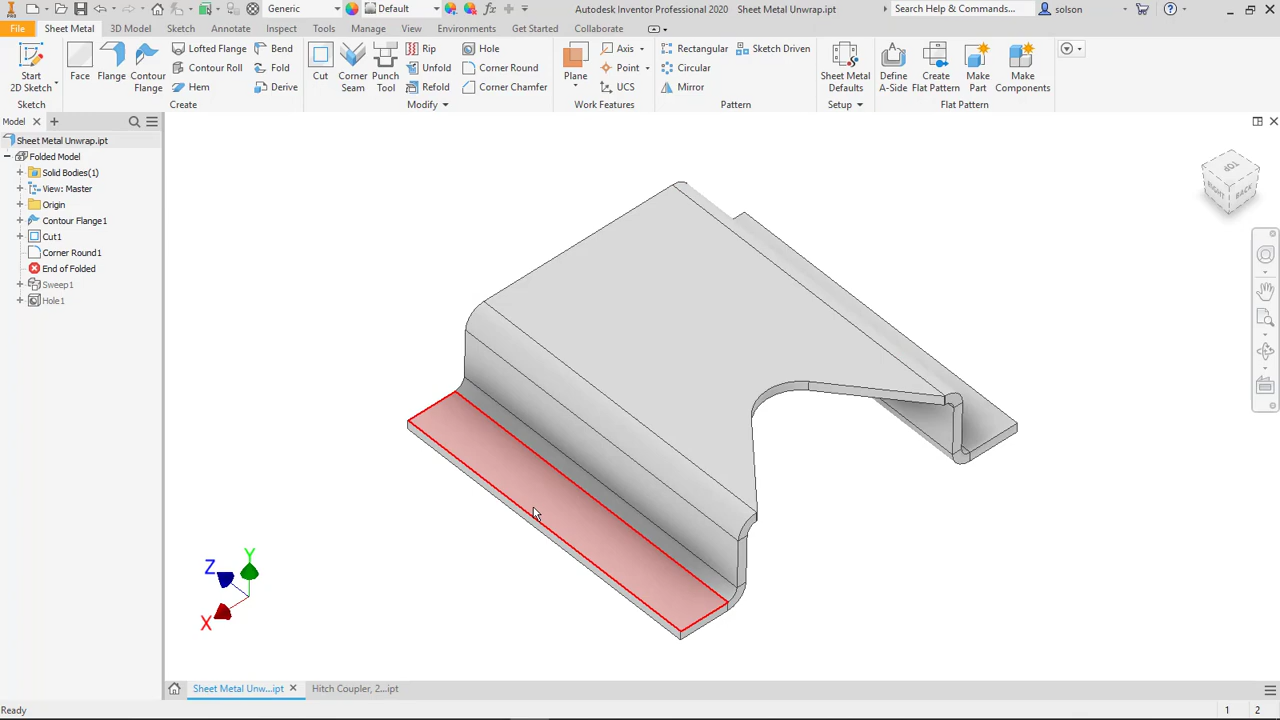 Generic
Default
Autodesk Inventor Professional 2020 Sheet Metal Unwrap.ipt
Search Help & Commands...
solson
File
Sheet Metal
3D Model
Sketch
Annotate
Inspect
Tools
Manage
View
Environments
Get Started
Collaborate
Start
2D Sketch
Sketch
Face
Flange
Contour
Flange
Lofted Flange
Contour Roll
Hem
Bend
Fold
Derive
Create
Cut
Corner
Seam
Punch
Tool
Rip
Unfold
Refold
Hole
Corner Round
Corner Chamfer
Modify
Plane
Axis
Point
UCS
Work Features
Rectangular
Circular
Mirror
Sketch Driven
Pattern
Sheet Metal
Defaults
Setup
Define
A-Side
Create
Flat Pattern
Make
Part
Make
Components
Flat Pattern
Model
Sheet Metal Unwrap.ipt
Folded Model
Solid Bodies(1)
View: Master
Origin
Contour Flange1
Cut1
Corner Round1
End of Folded
Sweep1
Hole1
TOP
RIGHT
BACK
Y
Z
X
Sheet Metal Unw...ipt
Hitch Coupler, 2...ipt
Ready
1 2